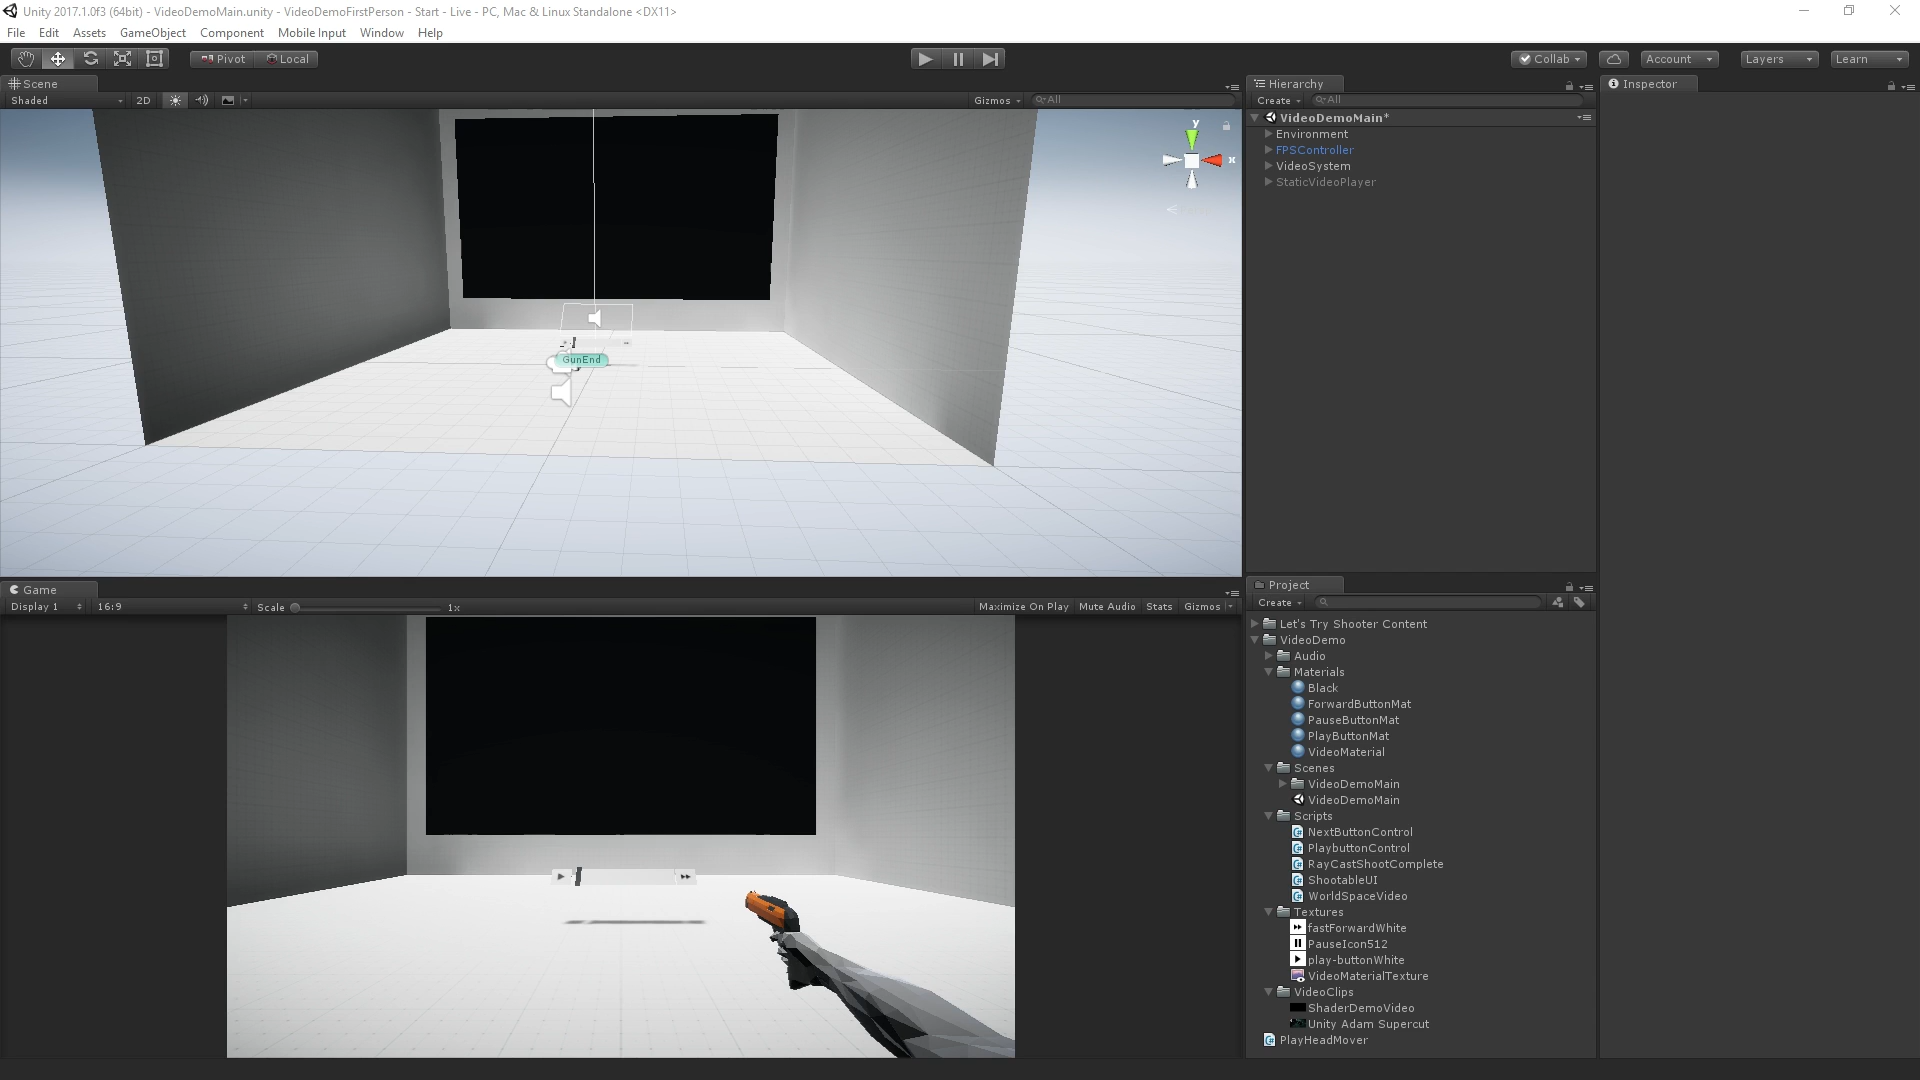 Unity 2017.1.0f3 (64bit) - VideoDemoMain.unity - VideoDemoFirstPerson - Start - Live - PC, Mac & Linux Standalone <DX11>
File Edit Assets GameObject Component Mobile Input Window Help
Pivot Local Collab Account Layers Learn
Scene
Shaded 2D Gizmos All
y
x
GunEnd
Hierarchy
Create All
VideoDemoMain*
Environment
FPSController
VideoSystem
StaticVideoPlayer
Inspector
Game
Display 1 16:9 Scale 1x Maximize On Play Mute Audio Stats Gizmos
Project
Create
Let's Try Shooter Content
VideoDemo
Audio
Materials
Black
ForwardButtonMat
PauseButtonMat
PlayButtonMat
VideoMaterial
Scenes
VideoDemoMain
VideoDemoMain
Scripts
NextButtonControl
PlaybuttonControl
RayCastShootComplete
ShootableUI
WorldSpaceVideo
Textures
fastForwardWhite
PauseIcon512
play-buttonWhite
VideoMaterialTexture
VideoClips
ShaderDemoVideo
Unity Adam Supercut
PlayHeadMover